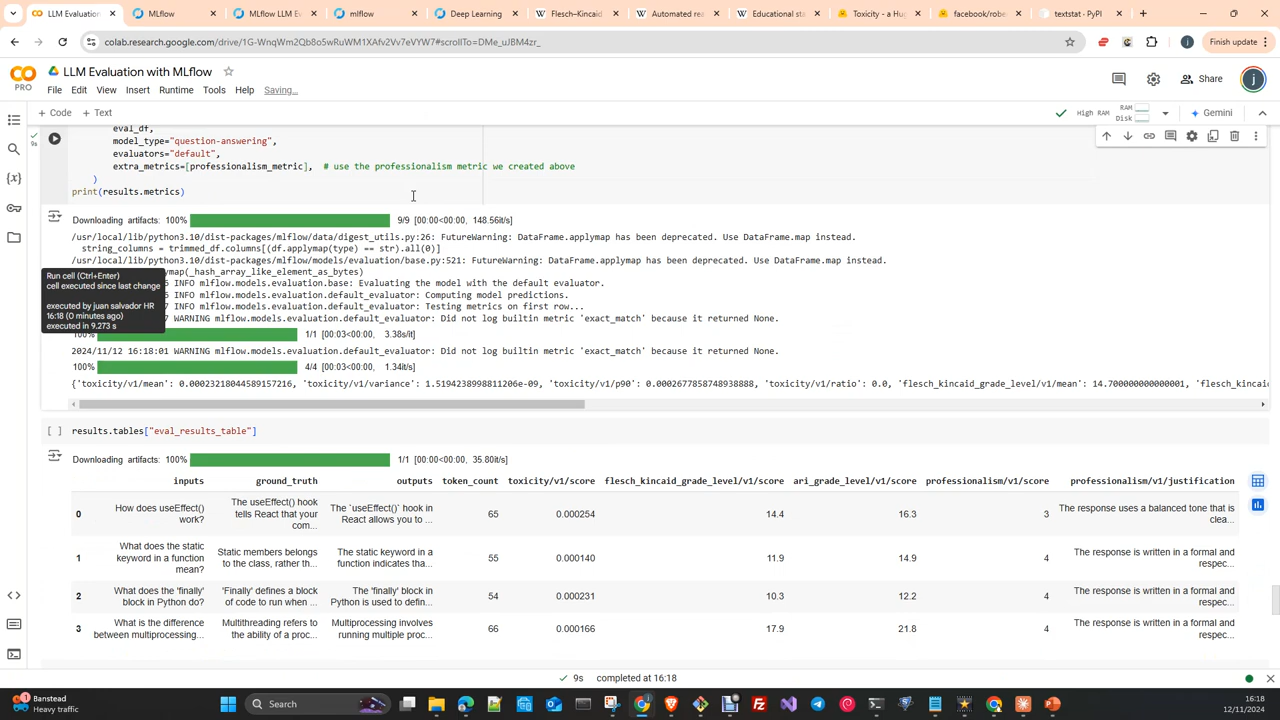 LLM Evaluation
MLflow
MLflow LLM E
mlflow
Deep Learning
Flesch–Kincaid
Automated rea
Educational sta
Toxicity - a Hug
facebook/robe
textstat - PyPI
colab.research.google.com/drive/1G-WnqWm2Qb8o5wRuWM1XAfv2Vv7eVYW7#scrollTo=DMe_uJBM4zr_
Finish update
PRO
LLM Evaluation with MLflow
File Edit View Insert Runtime Tools Help Saving...
Share
+ Code + Text
High RAM RAM Disk
Gemini
9s
eval_df,
model_type="question-answering",
evaluators="default",
extra_metrics=[professionalism_metric], # use the professionalism metric we created above
)
print(results.metrics)
Downloading artifacts: 100% 9/9 [00:00<00:00, 148.56it/s]
/usr/local/lib/python3.10/dist-packages/mlflow/data/digest_utils.py:26: FutureWarning: DataFrame.applymap has been deprecated. Use DataFrame.map instead.
string_columns = trimmed_df.columns[(df.applymap(type) == str).all(0)]
/usr/local/lib/python3.10/dist-packages/mlflow/models/evaluation/base.py:521: FutureWarning: DataFrame.applymap has been deprecated. Use DataFrame.map instead.
ymap(_hash_array_like_element_as_bytes)
INFO mlflow.models.evaluation.base: Evaluating the model with the default evaluator.
INFO mlflow.models.evaluation.default_evaluator: Computing model predictions.
7 INFO mlflow.models.evaluation.default_evaluator: Testing metrics on first row...
7 WARNING mlflow.models.evaluation.default_evaluator: Did not log builtin metric 'exact_match' because it returned None.
Run cell (Ctrl+Enter)
cell executed since last change
executed by juan salvador HR
16:18 (0 minutes ago)
executed in 9.273 s
100% 1/1 [00:03<00:00, 3.38s/it]
2024/11/12 16:18:01 WARNING mlflow.models.evaluation.default_evaluator: Did not log builtin metric 'exact_match' because it returned None.
100% 4/4 [00:03<00:00, 1.34it/s]
{'toxicity/v1/mean': 0.00023218044589157216, 'toxicity/v1/variance': 1.5194238998811206e-09, 'toxicity/v1/p90': 0.0002677858748938888, 'toxicity/v1/ratio': 0.0, 'flesch_kincaid_grade_level/v1/mean': 14.700000000000001, 'flesch_kincaid
[ ] results.tables["eval_results_table"]
Downloading artifacts: 100% 1/1 [00:00<00:00, 35.80it/s]
inputs ground_truth outputs token_count toxicity/v1/score flesch_kincaid_grade_level/v1/score ari_grade_level/v1/score professionalism/v1/score professionalism/v1/justification
0 How does useEffect() work? The useEffect() hook tells React that your com... The `useEffect()` hook in React allows you to ... 65 0.000254 14.4 16.3 3 The response uses a balanced tone that is clea...
1 What does the static keyword in a function mean? Static members belongs to the class, rather th... The static keyword in a function indicates tha... 55 0.000140 11.9 14.9 4 The response is written in a formal and respec...
2 What does the 'finally' block in Python do? 'Finally' defines a block of code to run when ... The 'finally' block in Python is used to defin... 54 0.000231 10.3 12.2 4 The response is written in a formal and respec...
3 What is the difference between multiprocessing... Multithreading refers to the ability of a proc... Multiprocessing involves running multiple proc... 66 0.000166 17.9 21.8 4 The response is written in a formal and respec...
9s completed at 16:18
Banstead
Heavy traffic
Search
16:18
12/11/2024